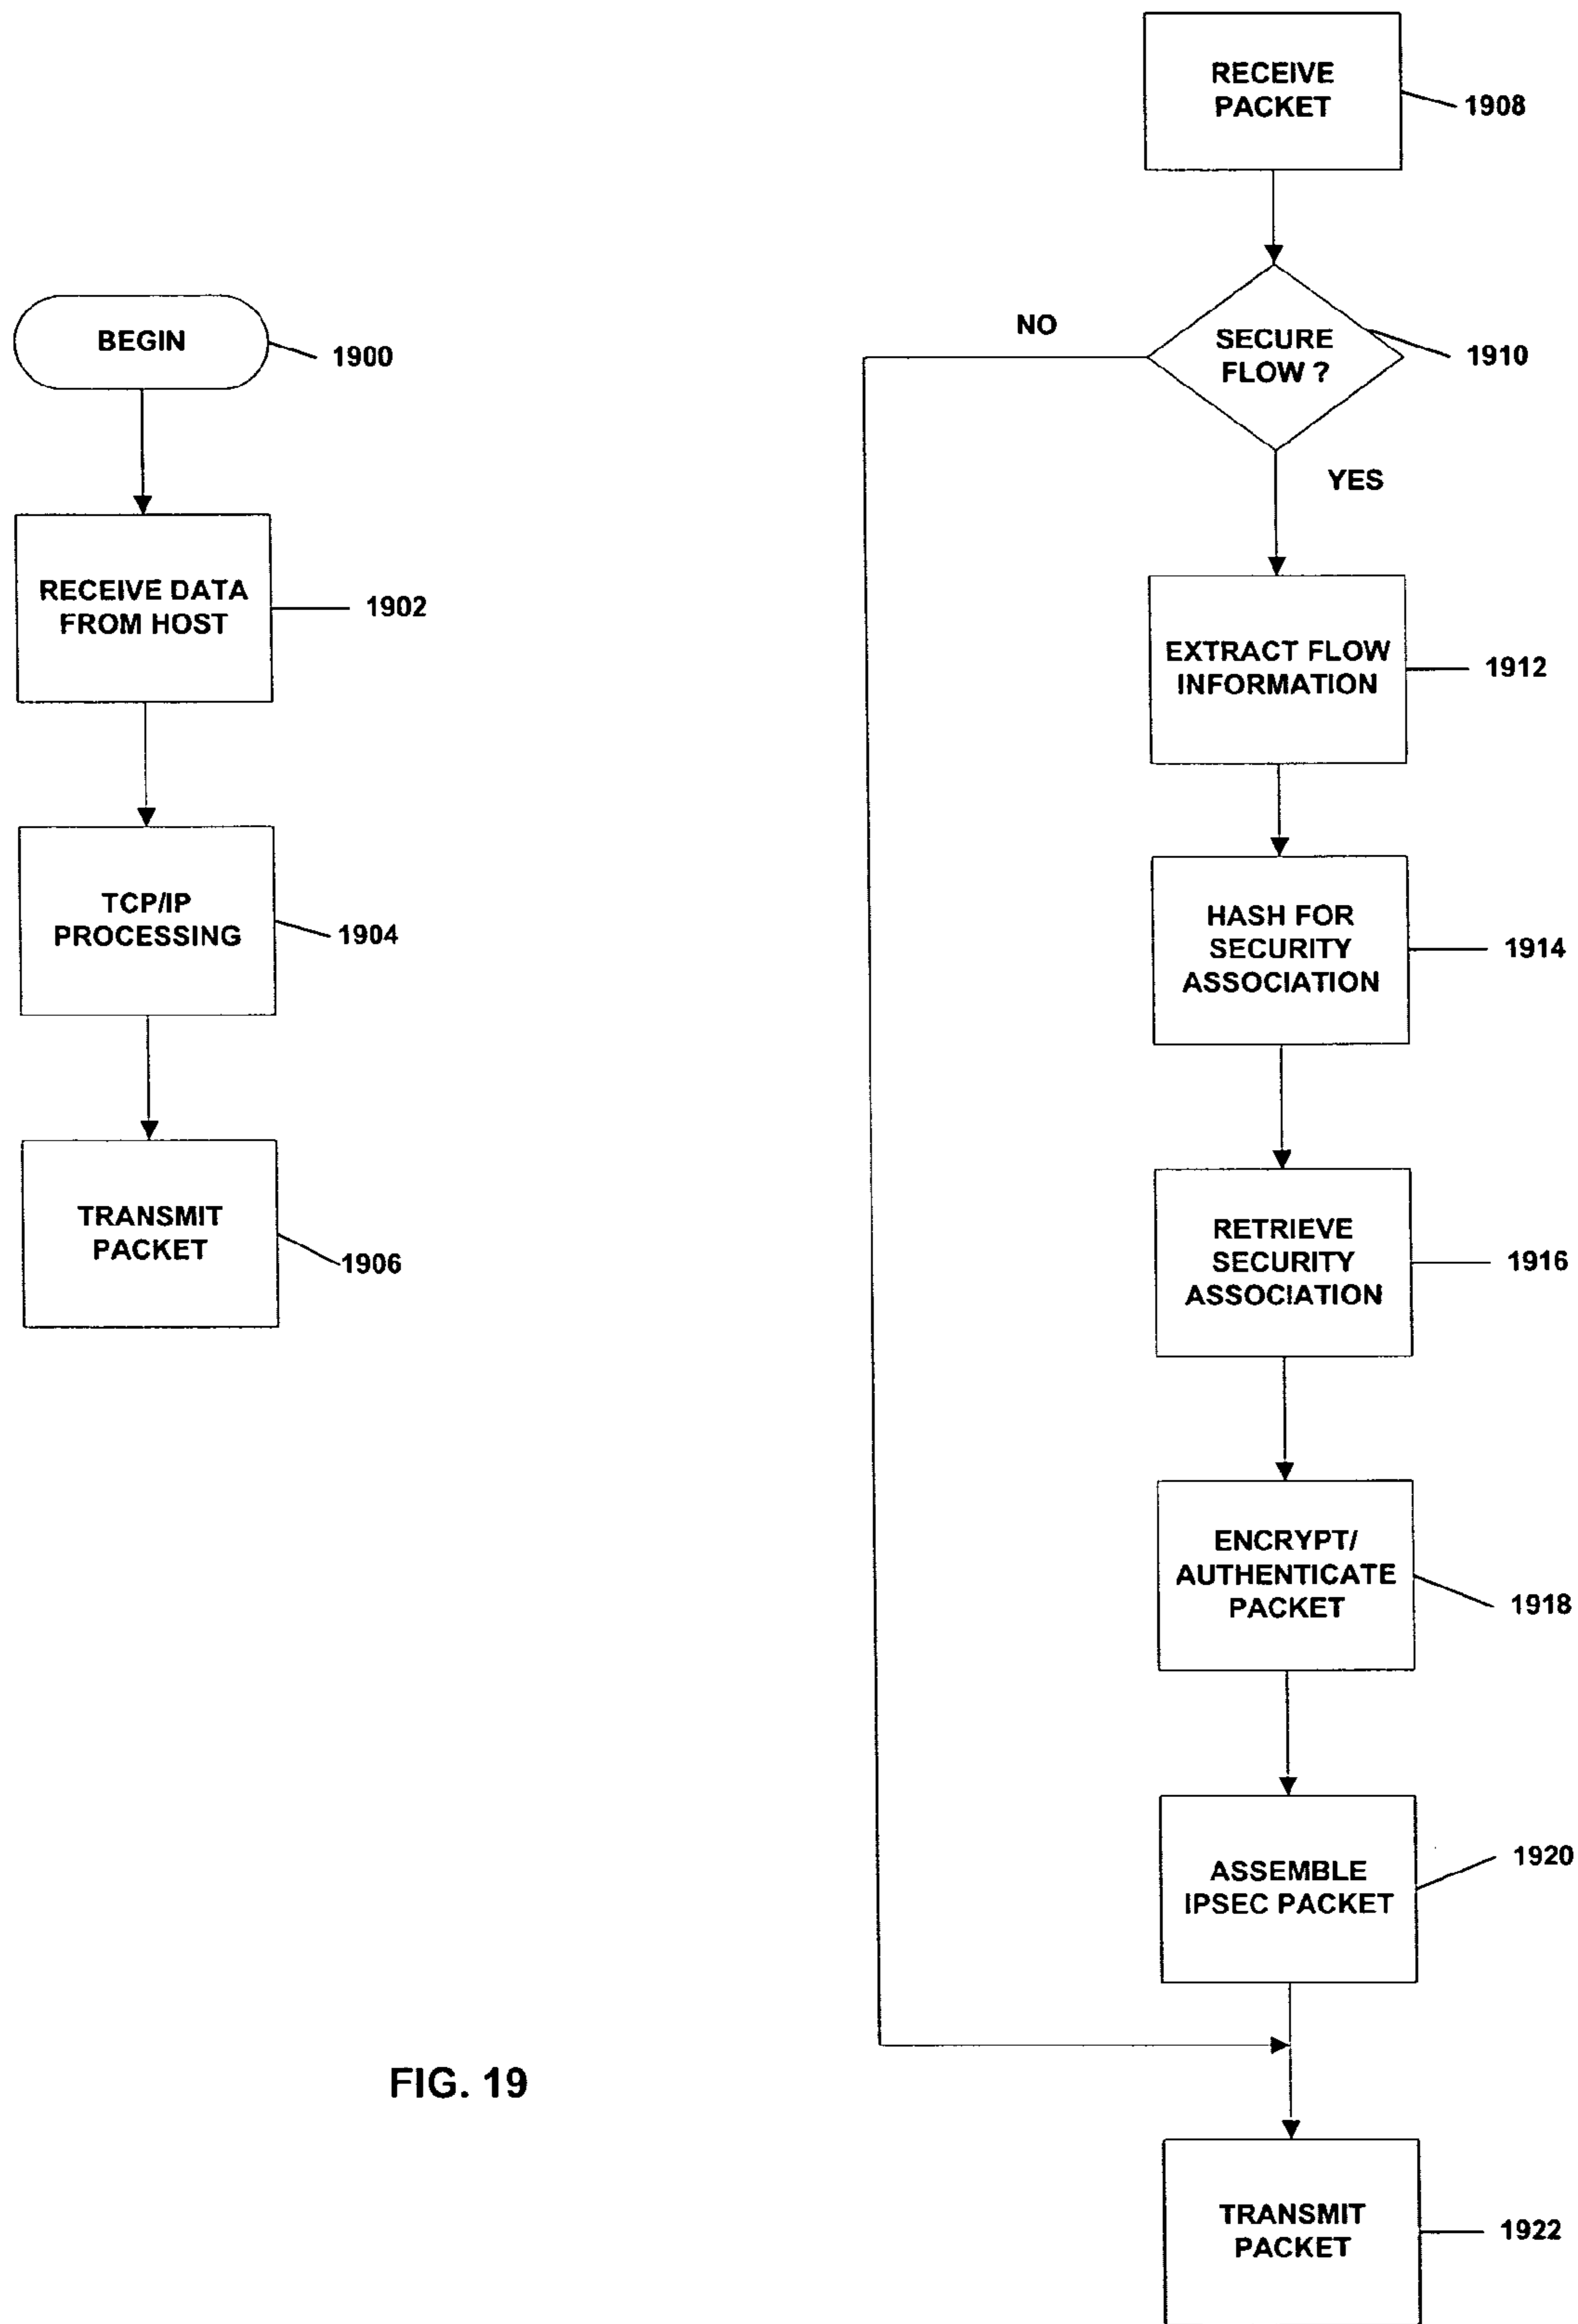 BEGIN
1900
RECEIVE DATA
FROM HOST
1902
TCP/IP
PROCESSING
1904
TRANSMIT
PACKET
1906
RECEIVE
PACKET
1908
SECURE
FLOW ?
1910
NO
YES
EXTRACT FLOW
INFORMATION
1912
HASH FOR
SECURITY
ASSOCIATION
1914
RETRIEVE
SECURITY
ASSOCIATION
1916
ENCRYPT/
AUTHENTICATE
PACKET
1918
ASSEMBLE
IPSEC PACKET
1920
TRANSMIT
PACKET
1922
FIG. 19